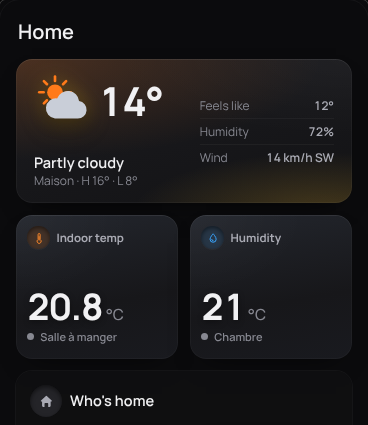 Home
14°
Feels like 12°
Humidity 72%
Wind 14 km/h SW
Partly cloudy
Maison · H 16° · L 8°
Indoor temp
20.8 °C
Salle à manger
Humidity
21 °C
Chambre
Who's home